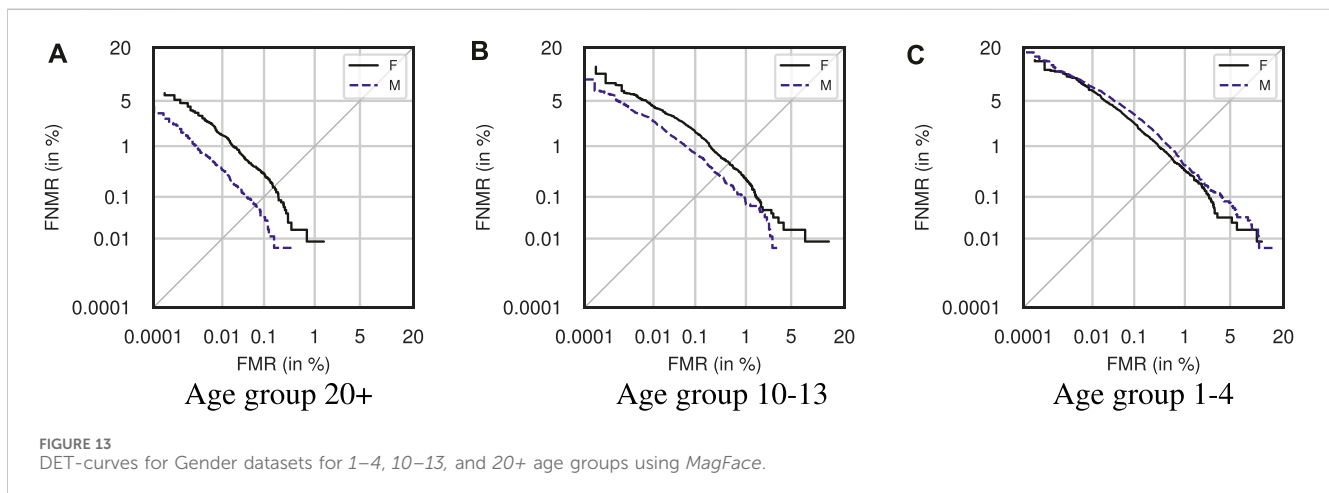 A
20
5
1
0.1
0.01
0.0001
FNMR (in %)
F
M
0.0001 0.01 0.1 1 5 20
FMR (in %)
Age group 20+
B
20
5
1
0.1
0.01
0.0001
FNMR (in %)
F
M
0.0001 0.01 0.1 1 5 20
FMR (in %)
Age group 10-13
C
20
5
1
0.1
0.01
0.0001
FNMR (in %)
F
M
0.0001 0.01 0.1 1 5 20
FMR (in %)
Age group 1-4
FIGURE 13
DET-curves for Gender datasets for 1–4, 10–13, and 20+ age groups using MagFace.